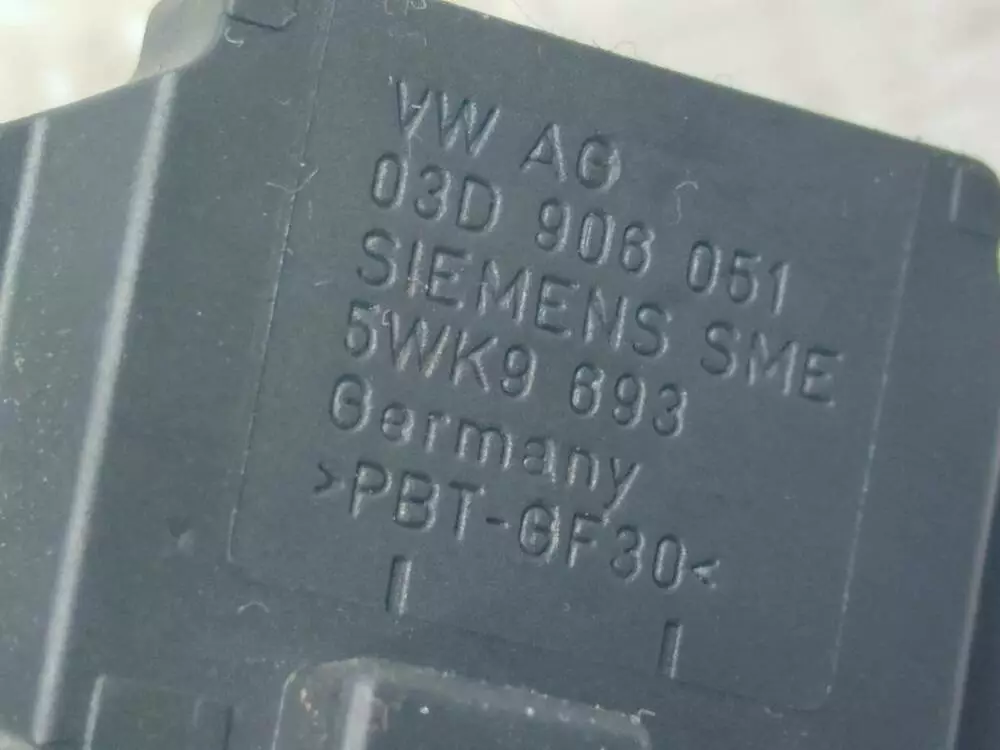 VW AG
03D 906 051
SIEMENS SME
5WK9 693
Germany
>PBT-GF30<